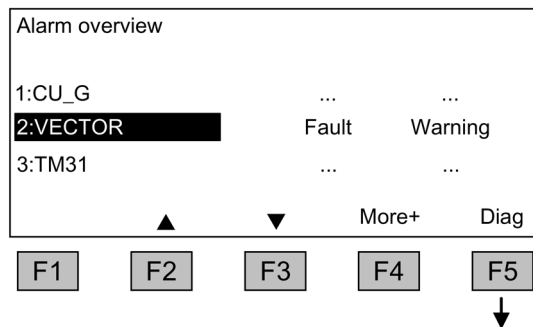 Alarm overview
1:CU_G ... ...
2:VECTOR Fault Warning
3:TM31 ... ...
▲ ▼ More+ Diag
F1 F2 F3 F4 F5